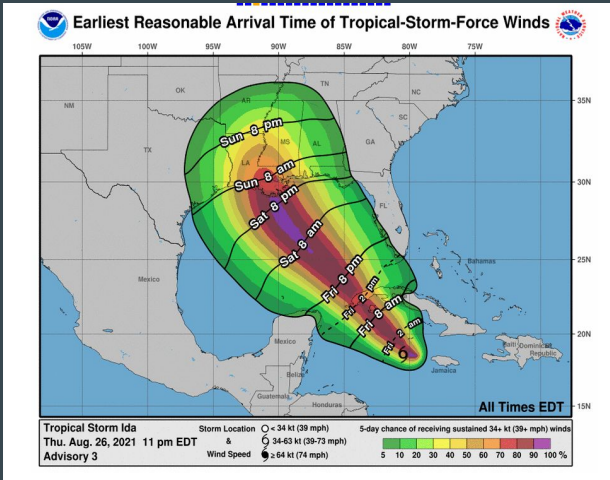 Earliest Reasonable Arrival Time of Tropical-Storm-Force Winds
105W 100W 95W 90W 85W 80W 75W
NM
OK
AR
TN
NC
SC
TX
MS
AL
GA
LA
FL
35N
30N
25N
20N
15N
Sun 8 pm
Sun 8 am
Sat 8 pm
Sat 8 am
Fri 8 pm
Fri 2 pm
Fri 8 am
Fri 2 am
Mexico
Bahamas
Mexico
Belize
Guatemala
Honduras
Jamaica
Haiti
Dominican
Republic
All Times EDT
Tropical Storm Ida
Thu. Aug. 26, 2021 11 pm EDT
Advisory 3
Storm Location
&
Wind Speed
< 34 kt (39 mph)
34-63 kt (39-73 mph)
≥ 64 kt (74 mph)
5-day chance of receiving sustained 34+ kt (39+ mph) winds
5 10 20 30 40 50 60 70 80 90 100 %